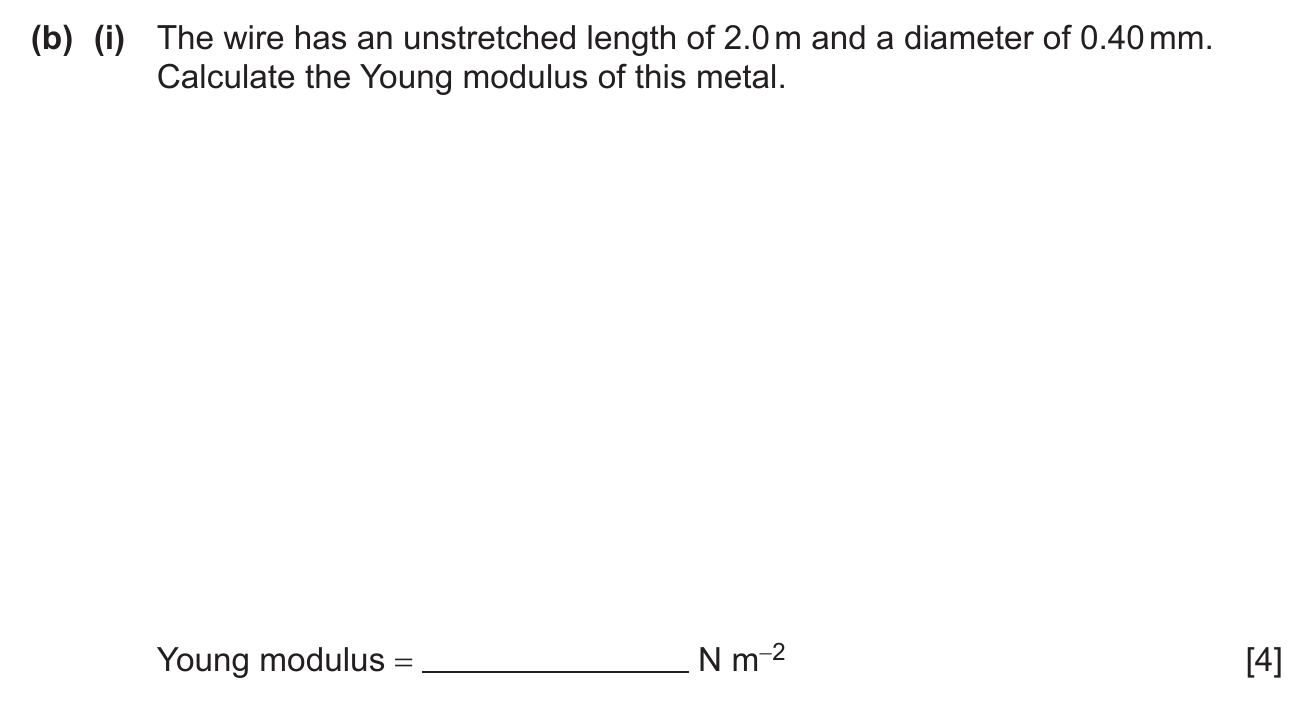 (b) (i) The wire has an unstretched length of 2.0 m and a diameter of 0.40 mm.
Calculate the Young modulus of this metal.
Young modulus = ______________ N m⁻² [4]